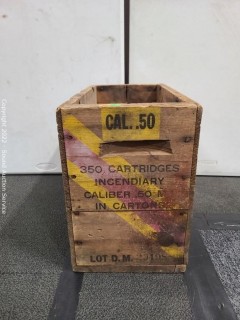 CAL. .50
350 CARTRIDGES
INCENDIARY
CALIBER .50 M
IN CARTONS
LOT D.M.